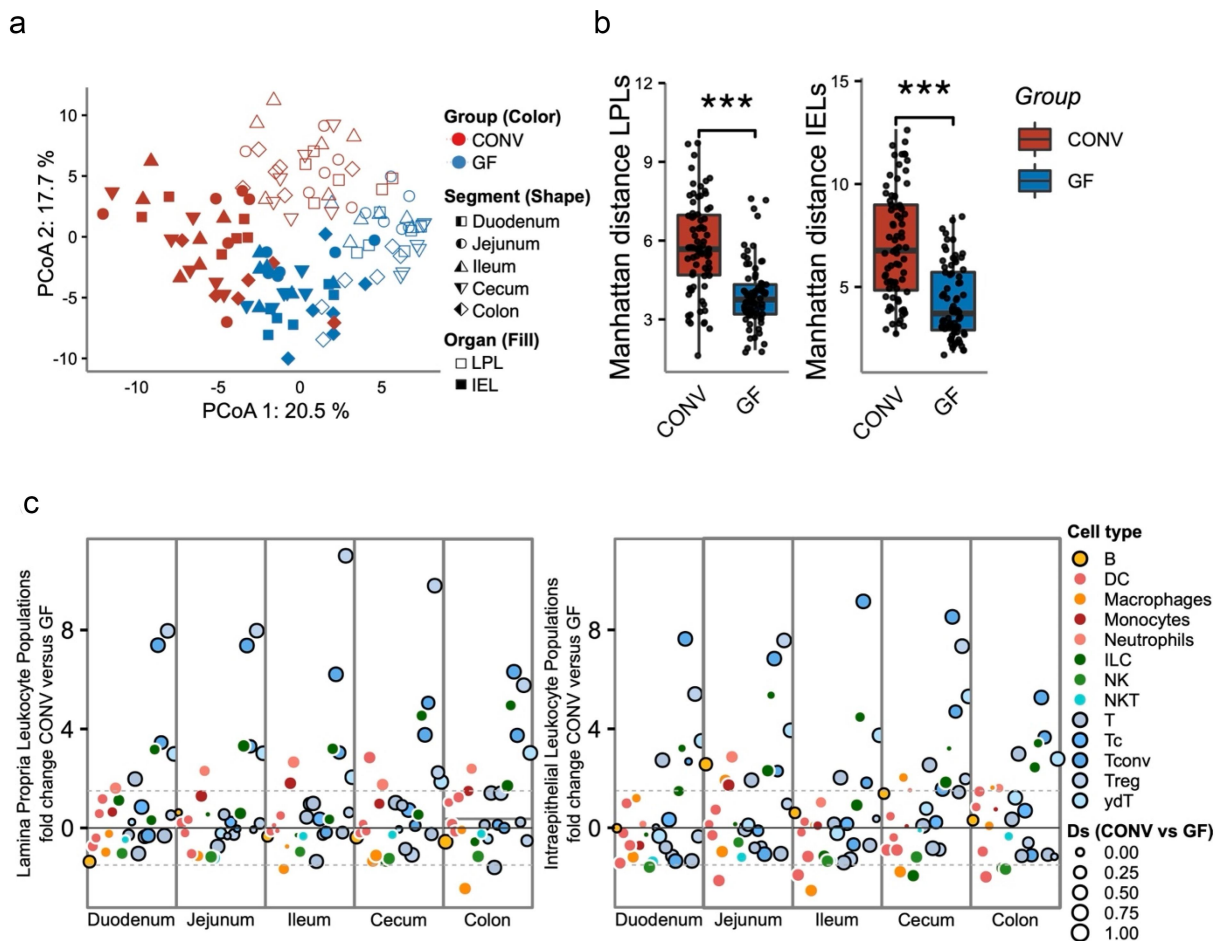 a
PCoA 2: 17.7 %
10
5
0
-5
-10
-10
-5
0
5
PCoA 1: 20.5 %
Group (Color)
CONV
GF
Segment (Shape)
Duodenum
Jejunum
Ileum
Cecum
Colon
Organ (Fill)
LPL
IEL
b
Manhattan distance LPLs
12
9
6
3
***
CONV
GF
Manhattan distance IELs
15
10
5
***
CONV
GF
Group
CONV
GF
c
Lamina Propria Leukocyte Populations
fold change CONV versus GF
8
4
0
Duodenum
Jejunum
Ileum
Cecum
Colon
Intraepithelial Leukocyte Populations
fold change CONV versus GF
8
4
0
Duodenum
Jejunum
Ileum
Cecum
Colon
Cell type
B
DC
Macrophages
Monocytes
Neutrophils
ILC
NK
NKT
T
Tc
Tconv
Treg
ydT
Ds (CONV vs GF)
0.00
0.25
0.50
0.75
1.00